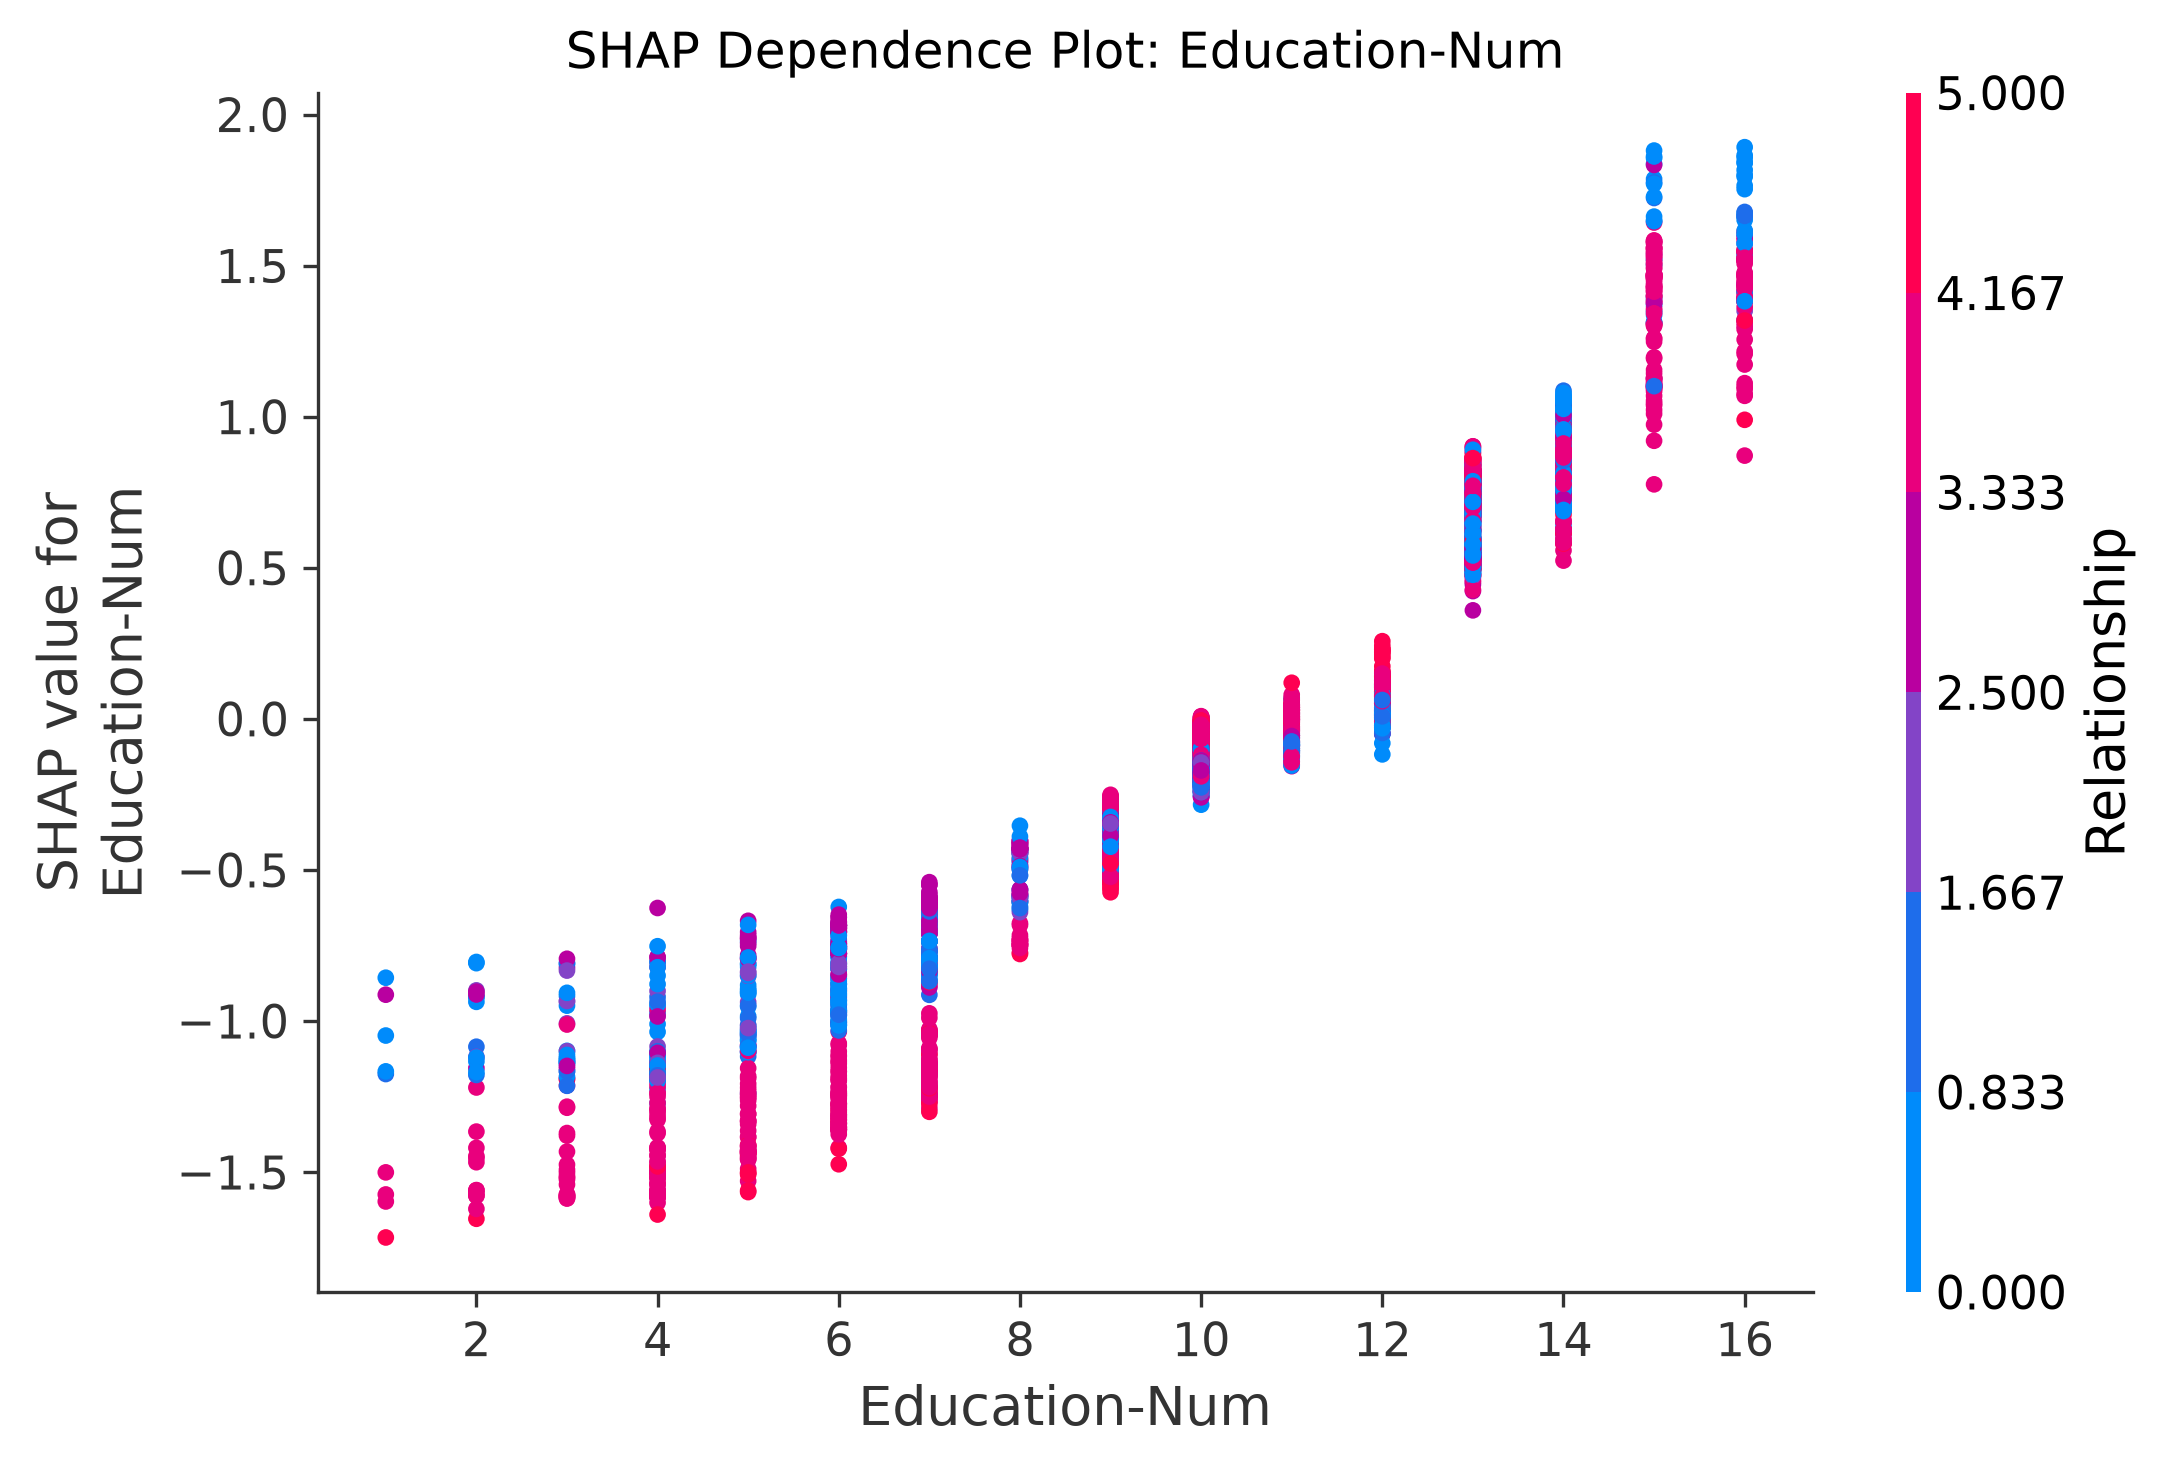 SHAP Dependence Plot: Education-Num
2.0
1.5
1.0
0.5
0.0
−0.5
−1.0
−1.5
SHAP value for
Education-Num
2 4 6 8 10 12 14 16
Education-Num
5.000
4.167
3.333
2.500
1.667
0.833
0.000
Relationship